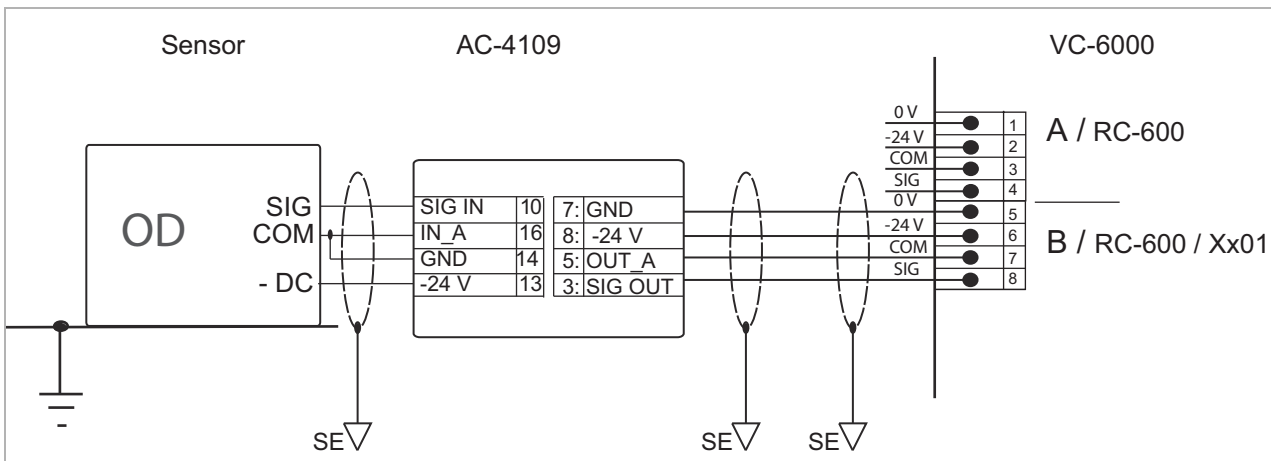 Sensor AC-4109 VC-6000
OD
SIG
COM
- DC
SIG IN 10
IN_A 16
GND 14
-24 V 13
7: GND
8: -24 V
5: OUT_A
3: SIG OUT
0 V 1
-24 V 2
COM 3
SIG 4
0 V 5
-24 V 6
COM 7
SIG 8
A / RC-600
B / RC-600 / Xx01
SE SE SE